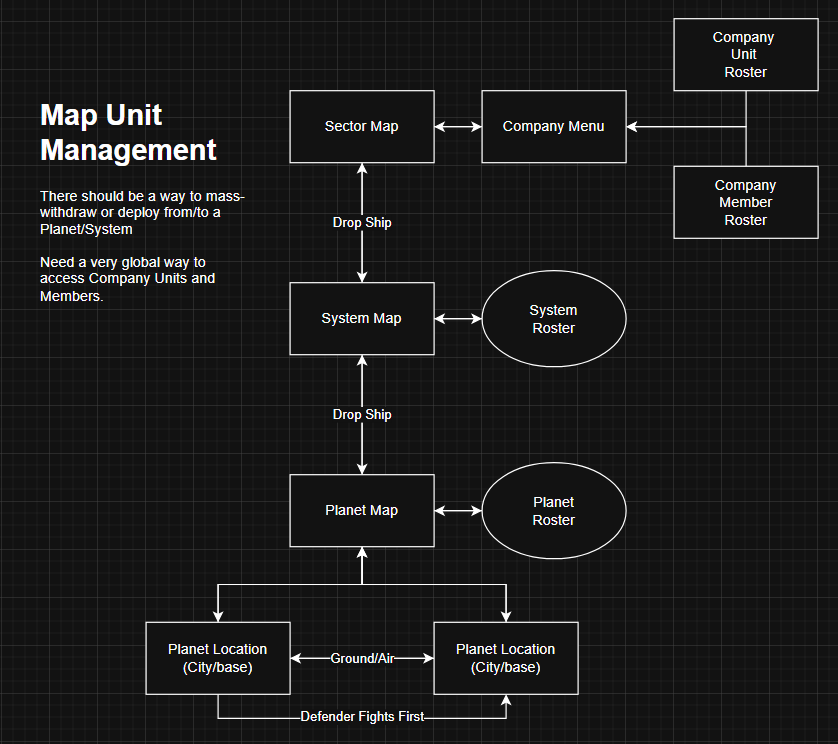 Map Unit
Management
There should be a way to mass-
withdraw or deploy from/to a
Planet/System
Need a very global way to
access Company Units and
Members.
Company
Unit
Roster
Sector Map
Company Menu
Company
Member
Roster
Drop Ship
System Map
System
Roster
Drop Ship
Planet Map
Planet
Roster
Planet Location
(City/base)
Ground/Air
Planet Location
(City/base)
Defender Fights First